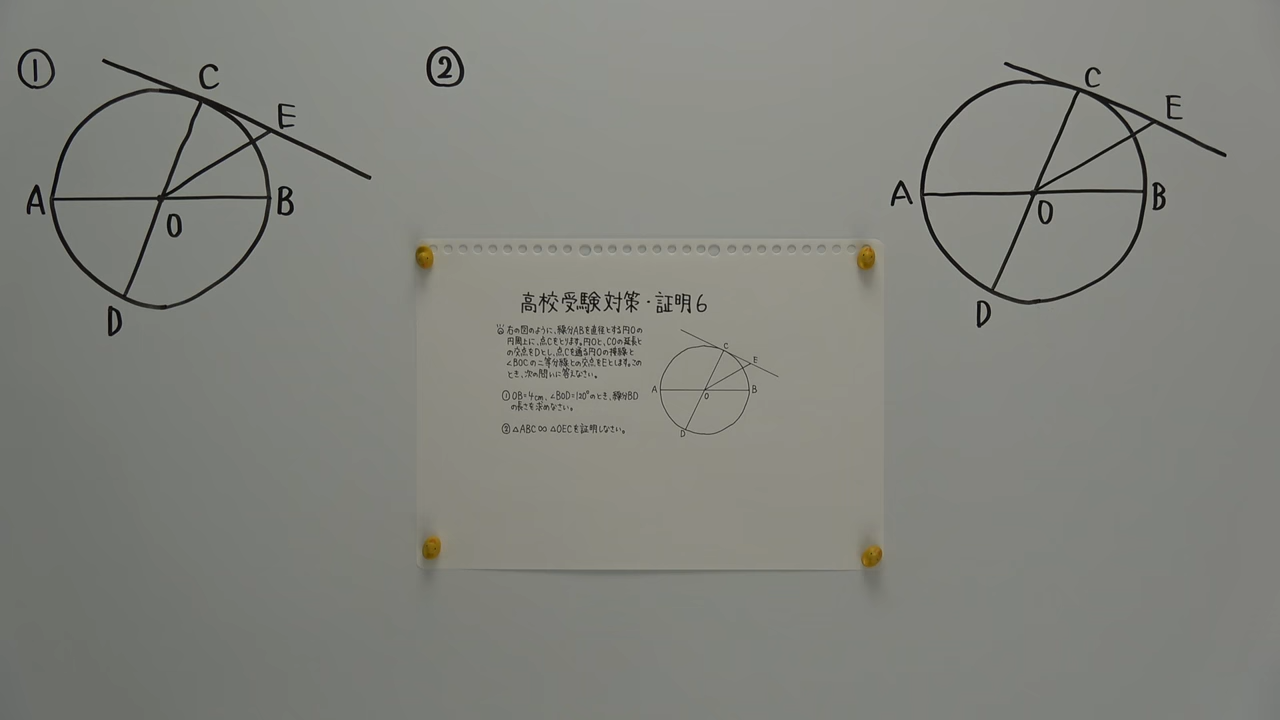 ①
C
E
A
B
O
D
②
C
E
A
B
O
D
高校受験対策・証明6
右の図のように、線分ABを直径とする円Oの
円周上に、点Cをとります。円Oと、COの延長と
の交点をDとし、点Cを通る円Oの接線と
∠BOCの二等分線との交点をEとします。この
とき、次の問いに答えなさい。
① OB=4cm、∠BOD=120°のとき、線分BD
の長さを求めなさい。
② △ABC∽△OECを証明しなさい。
C
E
A
B
O
D